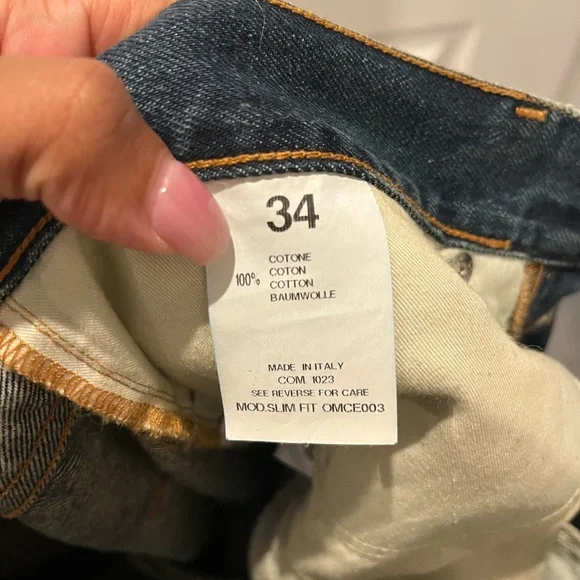 34
COTONE
100% COTON
COTTON
BAUMWOLLE
MADE IN ITALY
COM. 1023
SEE REVERSE FOR CARE
MOD.SLIM FIT OMCE003